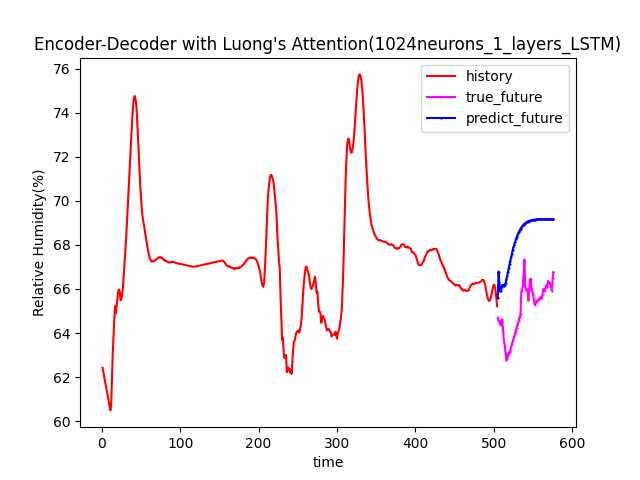 Encoder-Decoder with Luong's Attention(1024neurons_1_layers_LSTM)
history
true_future
predict_future
Relative Humidity(%)
76
74
72
70
68
66
64
62
60
0 100 200 300 400 500 600
time